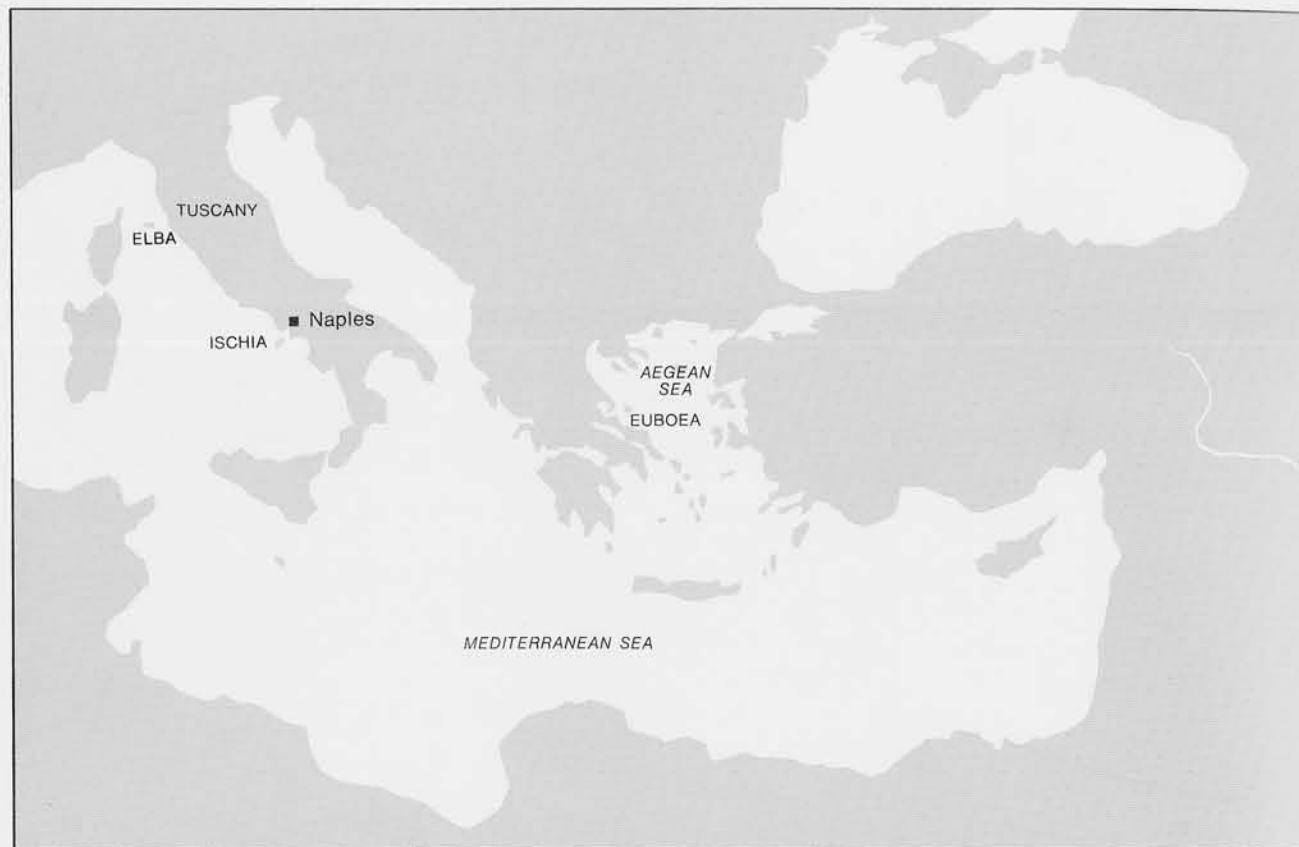 TUSCANY
ELBA
Naples
ISCHIA
AEGEAN
SEA
EUBOEA
MEDITERRANEAN SEA